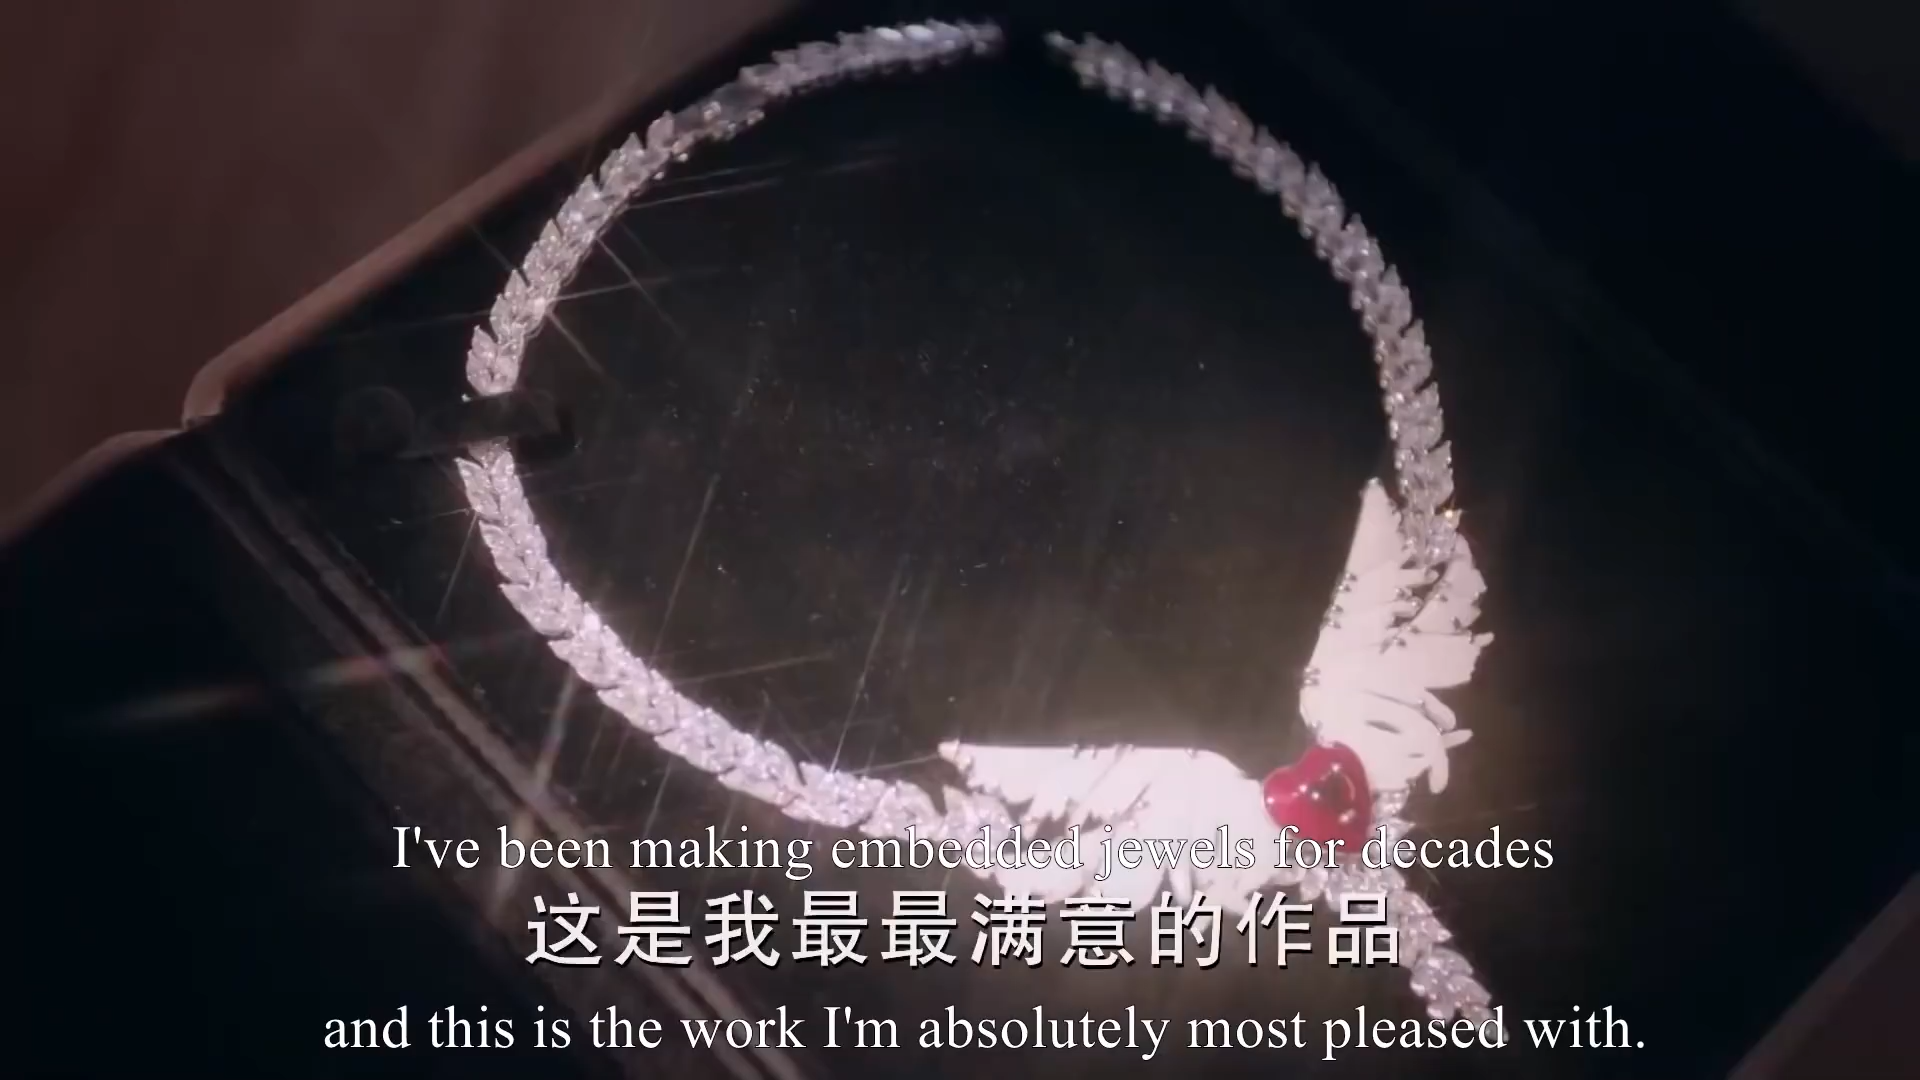 I've been making embedded jewels for decades
这是我最最满意的作品
and this is the work I'm absolutely most pleased with.